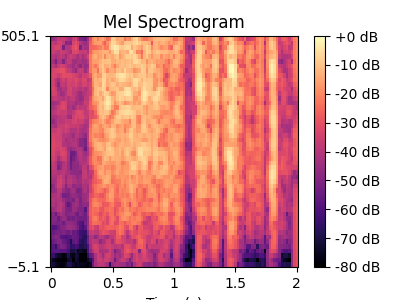 Mel Spectrogram
505.1
−5.1
0
0.5
1
1.5
2
+0 dB
-10 dB
-20 dB
-30 dB
-40 dB
-50 dB
-60 dB
-70 dB
-80 dB